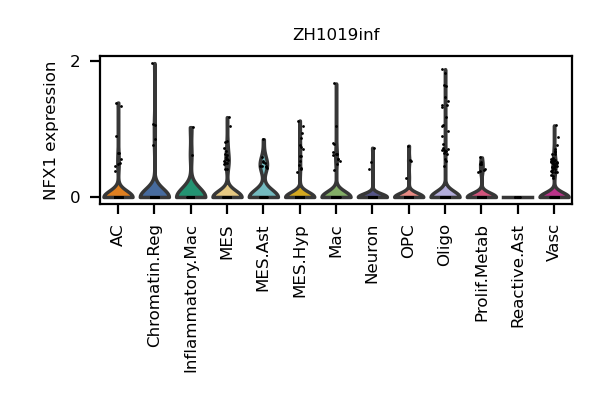 ZH1019inf
NFX1 expression
2
0
AC
Chromatin.Reg
Inflammatory.Mac
MES
MES.Ast
MES.Hyp
Mac
Neuron
OPC
Oligo
Prolif.Metab
Reactive.Ast
Vasc